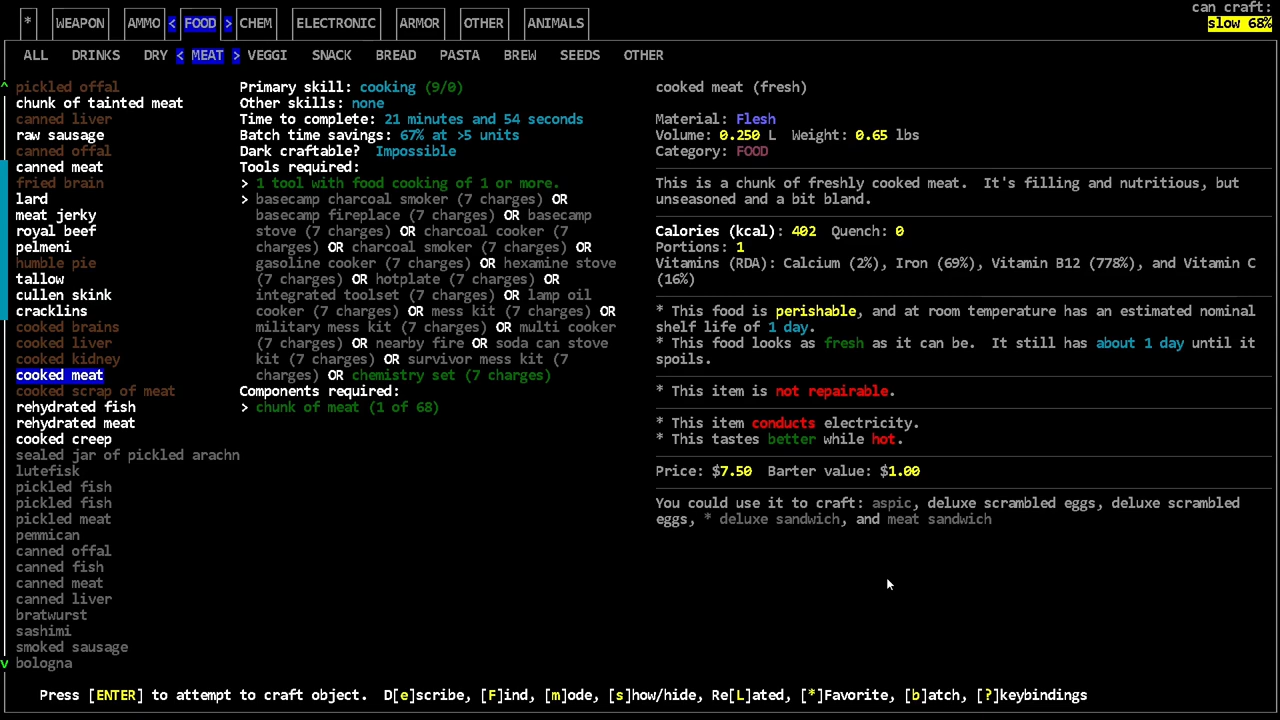 can craft:
* WEAPON AMMO < FOOD > CHEM ELECTRONIC ARMOR OTHER ANIMALS
slow 68%
ALL DRINKS DRY < MEAT > VEGGI SNACK BREAD PASTA BREW SEEDS OTHER
^ pickled offal
chunk of tainted meat
canned liver
raw sausage
canned offal
canned meat
fried brain
lard
meat jerky
royal beef
pelmeni
humble pie
tallow
cullen skink
cracklins
cooked brains
cooked liver
cooked kidney
cooked meat
cooked scrap of meat
rehydrated fish
rehydrated meat
cooked creep
sealed jar of pickled arachn
lutefisk
pickled fish
pickled fish
pickled meat
pemmican
canned offal
canned fish
canned meat
canned liver
bratwurst
sashimi
smoked sausage
v bologna
Primary skill: cooking (9/0)
Other skills: none
Time to complete: 21 minutes and 54 seconds
Batch time savings: 67% at >5 units
Dark craftable? Impossible
Tools required:
> 1 tool with food cooking of 1 or more.
> basecamp charcoal smoker (7 charges) OR
basecamp fireplace (7 charges) OR basecamp
stove (7 charges) OR charcoal cooker (7
charges) OR charcoal smoker (7 charges) OR
gasoline cooker (7 charges) OR hexamine stove
(7 charges) OR hotplate (7 charges) OR
integrated toolset (7 charges) OR lamp oil
cooker (7 charges) OR mess kit (7 charges) OR
military mess kit (7 charges) OR multi cooker
(7 charges) OR nearby fire OR soda can stove
kit (7 charges) OR survivor mess kit (7
charges) OR chemistry set (7 charges)
Components required:
> chunk of meat (1 of 68)
cooked meat (fresh)
Material: Flesh
Volume: 0.250 L Weight: 0.65 lbs
Category: FOOD
This is a chunk of freshly cooked meat. It's filling and nutritious, but
unseasoned and a bit bland.
Calories (kcal): 402 Quench: 0
Portions: 1
Vitamins (RDA): Calcium (2%), Iron (69%), Vitamin B12 (778%), and Vitamin C
(16%)
* This food is perishable, and at room temperature has an estimated nominal
shelf life of 1 day.
* This food looks as fresh as it can be. It still has about 1 day until it
spoils.
* This item is not repairable.
* This item conducts electricity.
* This tastes better while hot.
Price: $7.50 Barter value: $1.00
You could use it to craft: aspic, deluxe scrambled eggs, deluxe scrambled
eggs, * deluxe sandwich, and meat sandwich
Press [ENTER] to attempt to craft object. D[e]scribe, [F]ind, [m]ode, [s]how/hide, Re[L]ated, [*]Favorite, [b]atch, [?]keybindings